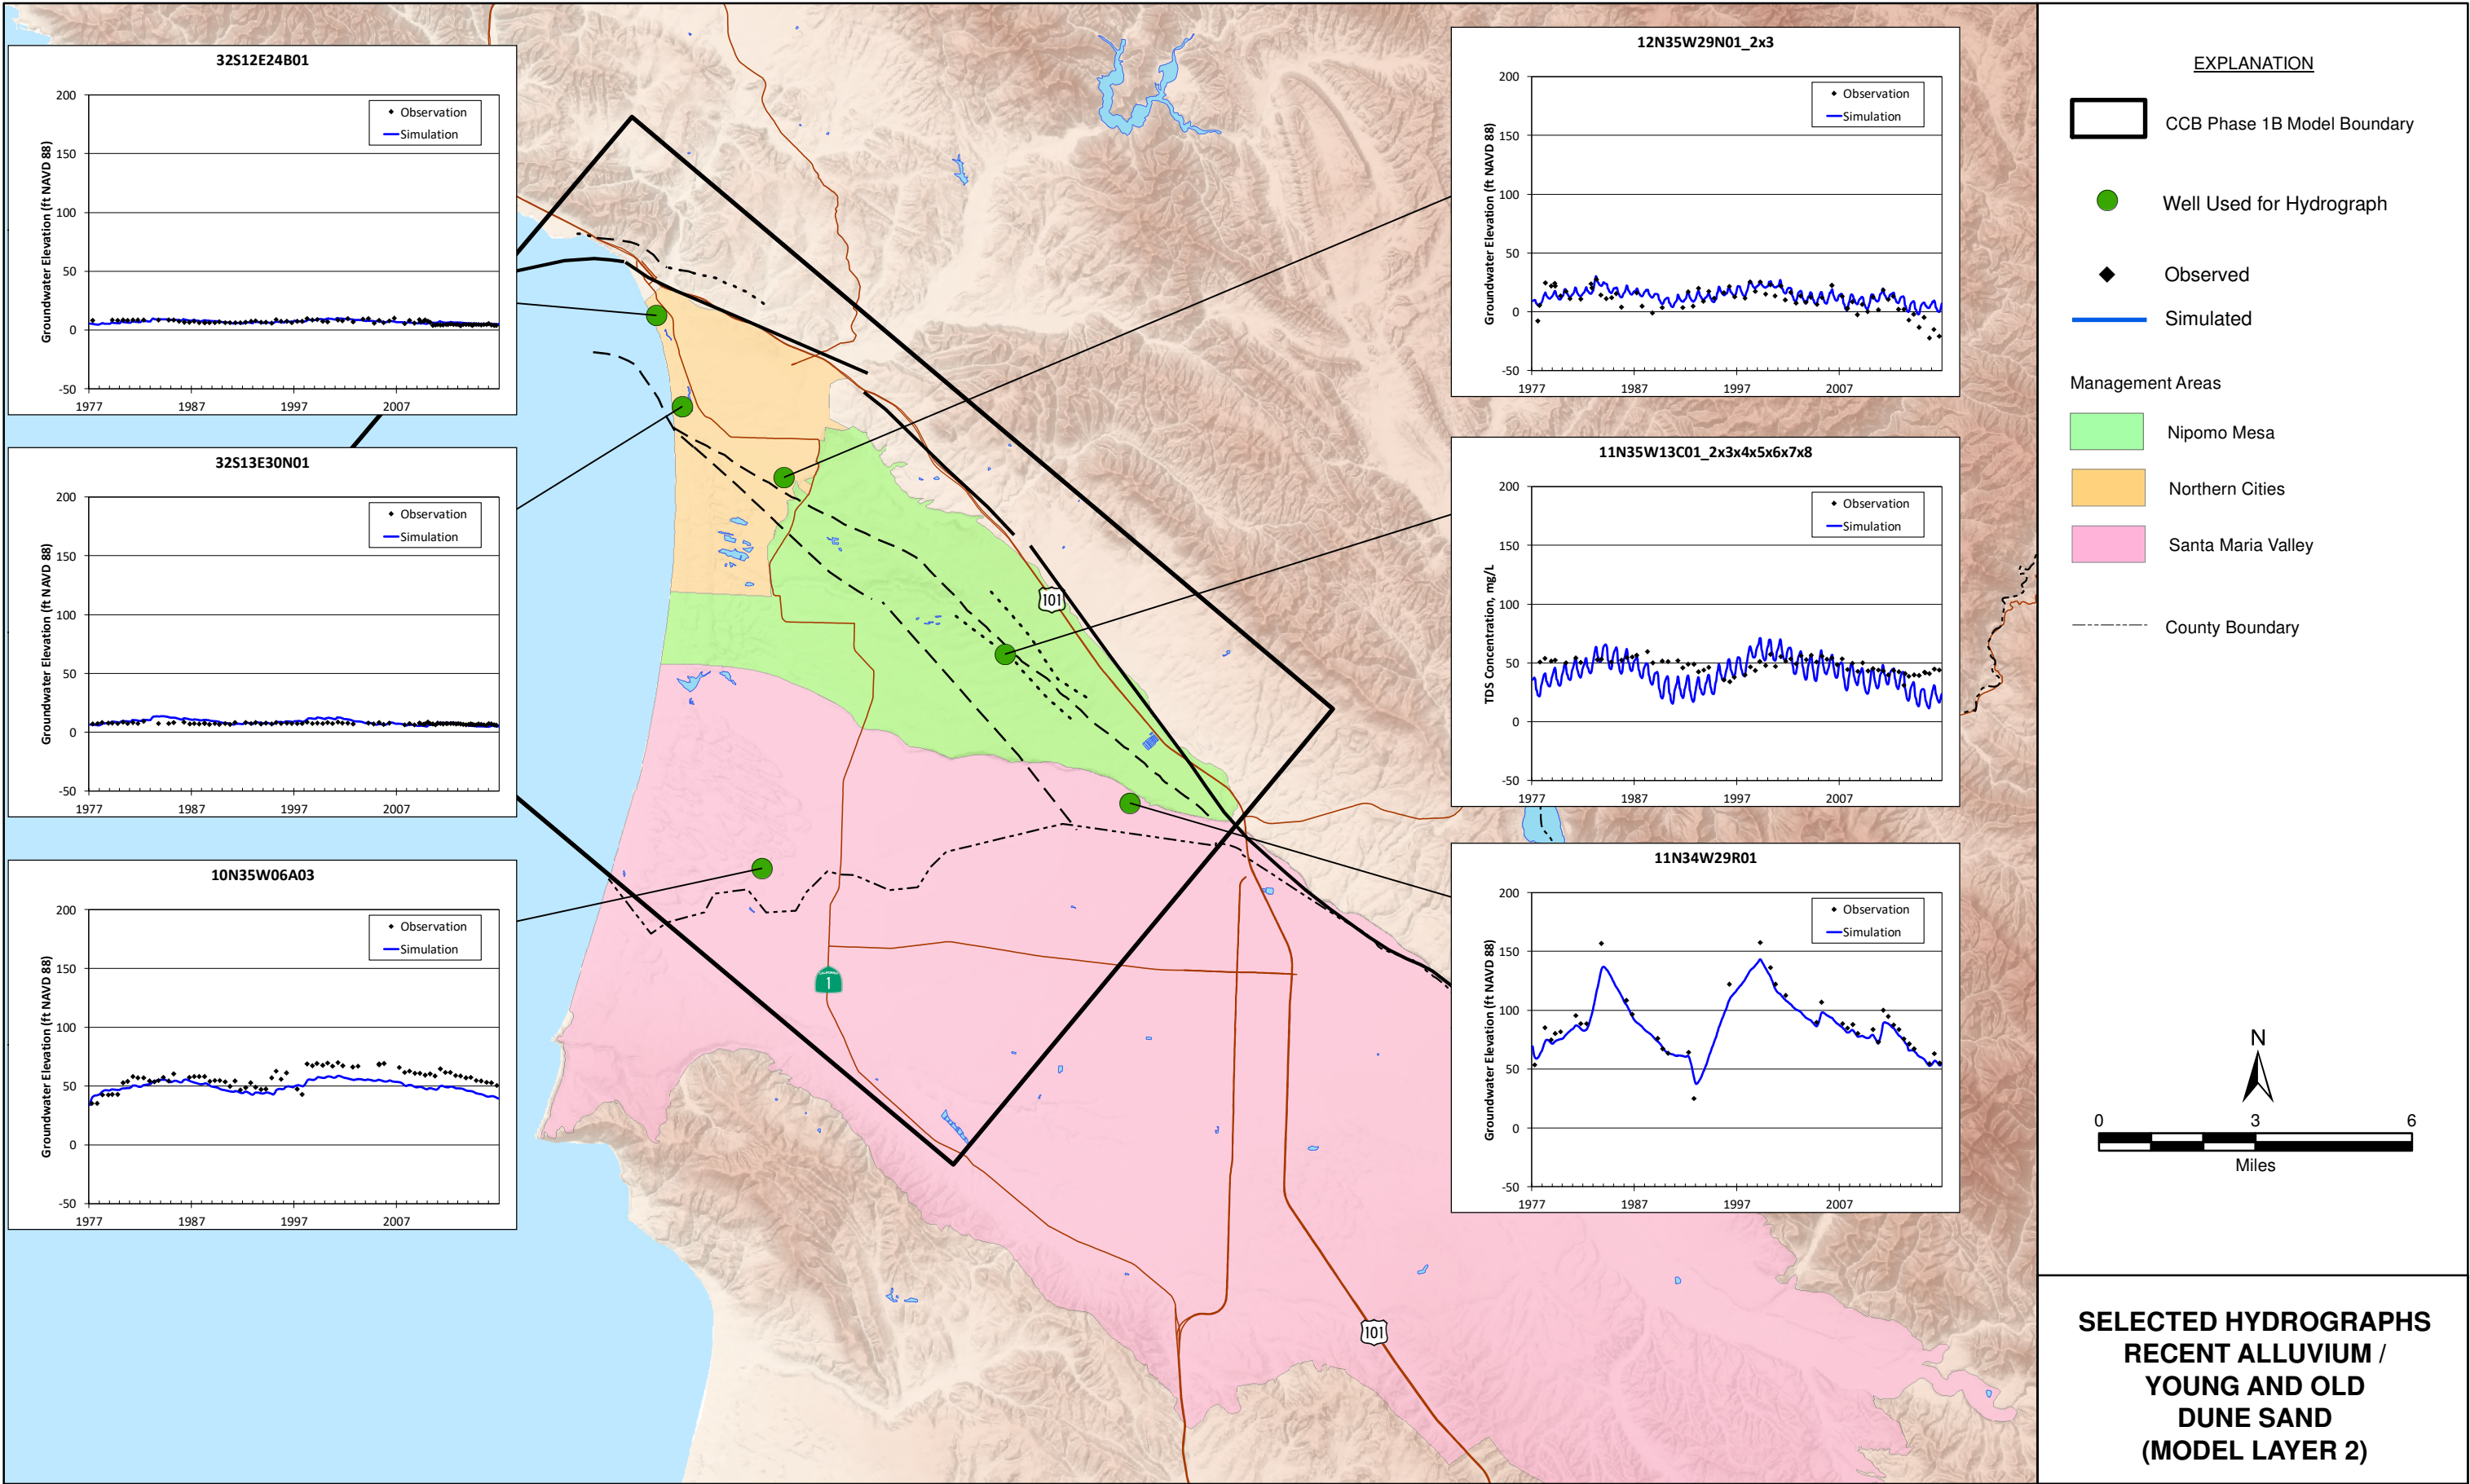 32S12E24B01
Groundwater Elevation (ft NAVD 88)
200
150
100
50
0
-50
1977
1987
1997
2007
Observation
Simulation
32S13E30N01
Groundwater Elevation (ft NAVD 88)
200
150
100
50
0
-50
1977
1987
1997
2007
Observation
Simulation
10N35W06A03
Groundwater Elevation (ft NAVD 88)
200
150
100
50
0
-50
1977
1987
1997
2007
Observation
Simulation
101
CALIFORNIA
1
101
12N35W29N01_2x3
Groundwater Elevation (ft NAVD 88)
200
150
100
50
0
-50
1977
1987
1997
2007
Observation
Simulation
11N35W13C01_2x3x4x5x6x7x8
TDS Concentration, mg/L
200
150
100
50
0
-50
1977
1987
1997
2007
Observation
Simulation
11N34W29R01
Groundwater Elevation (ft NAVD 88)
200
150
100
50
0
-50
1977
1987
1997
2007
Observation
Simulation
EXPLANATION
CCB Phase 1B Model Boundary
Well Used for Hydrograph
Observed
Simulated
Management Areas
Nipomo Mesa
Northern Cities
Santa Maria Valley
County Boundary
N
0 3 6
Miles
SELECTED HYDROGRAPHS
RECENT ALLUVIUM /
YOUNG AND OLD
DUNE SAND
(MODEL LAYER 2)